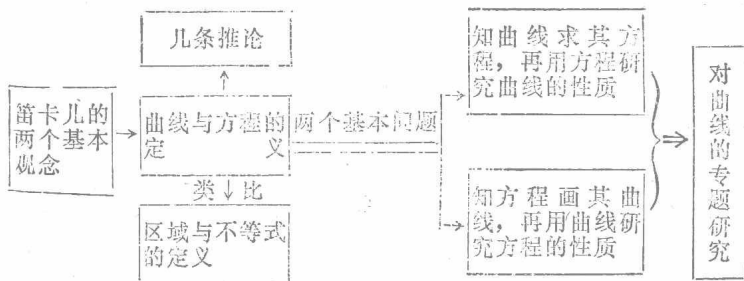 几条推论
笛卡儿的
两个基本
观念
曲线与方程的
定义
类比
区域与不等式
的定义
两个基本问题
知曲线求其方
程，再用方程研
究曲线的性质
知方程画其曲
线，再用曲线研
究方程的性质
对曲线的专题研究